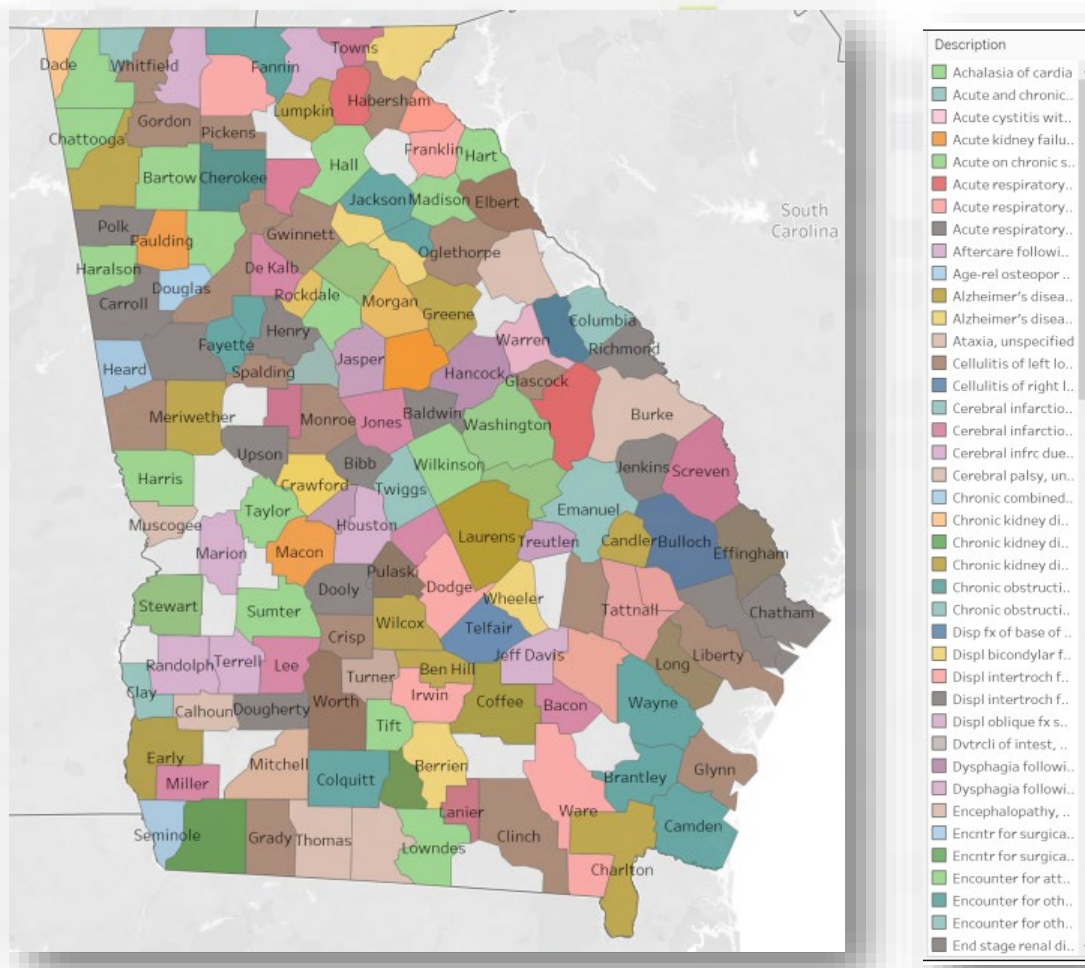 Towns
Dade
Whitfield
Fannin
Lumpkin
Habersham
Gordon
Pickens
Chattooga
Franklin
Hart
Hall
Bartow
Cherokee
Jackson
Madison
Elbert
Polk
Paulding
Gwinnett
Oglethorpe
Haralson
De Kalb
Douglas
Carroll
Rockdale
Morgan
Greene
South
Carolina
Columbia
Henry
Fayette
Warren
Richmond
Heard
Spalding
Jasper
Hancock
Glascock
Meriwether
Monroe
Jones
Baldwin
Washington
Burke
Upson
Bibb
Wilkinson
Jenkins
Screven
Harris
Crawford
Twiggs
Taylor
Emanuel
Muscogee
Houston
Marion
Macon
Laurens
Treutlen
Candler
Bulloch
Effingham
Pulaski
Dodge
Dooly
Wheeler
Stewart
Sumter
Tattnall
Chatham
Wilcox
Telfair
Crisp
Randolph
Terrell
Lee
Jeff Davis
Long
Liberty
Turner
Ben Hill
Clay
Irwin
Coffee
Bacon
Wayne
Calhoun
Dougherty
Worth
Tift
Early
Mitchell
Colquitt
Berrien
Brantley
Glynn
Miller
Lanier
Ware
Camden
Seminole
Grady
Thomas
Lowndes
Clinch
Charlton
Description
Achalasia of cardia
Acute and chronic..
Acute cystitis wit..
Acute kidney failu..
Acute on chronic s..
Acute respiratory..
Acute respiratory..
Acute respiratory..
Aftercare followi..
Age-rel osteopor ..
Alzheimer's disea..
Alzheimer's disea..
Ataxia, unspecified
Cellulitis of left lo..
Cellulitis of right l..
Cerebral infarctio..
Cerebral infarctio..
Cerebral infrc due..
Cerebral palsy, un..
Chronic combined..
Chronic kidney di..
Chronic kidney di..
Chronic kidney di..
Chronic obstructi..
Chronic obstructi..
Disp fx of base of ..
Displ bicondylar f..
Displ intertroch f..
Displ intertroch f..
Displ oblique fx s..
Dvtrcli of intest, ..
Dysphagia followi..
Dysphagia followi..
Encephalopathy, ..
Encntr for surgica..
Encntr for surgica..
Encounter for att..
Encounter for oth..
Encounter for oth..
End stage renal di..